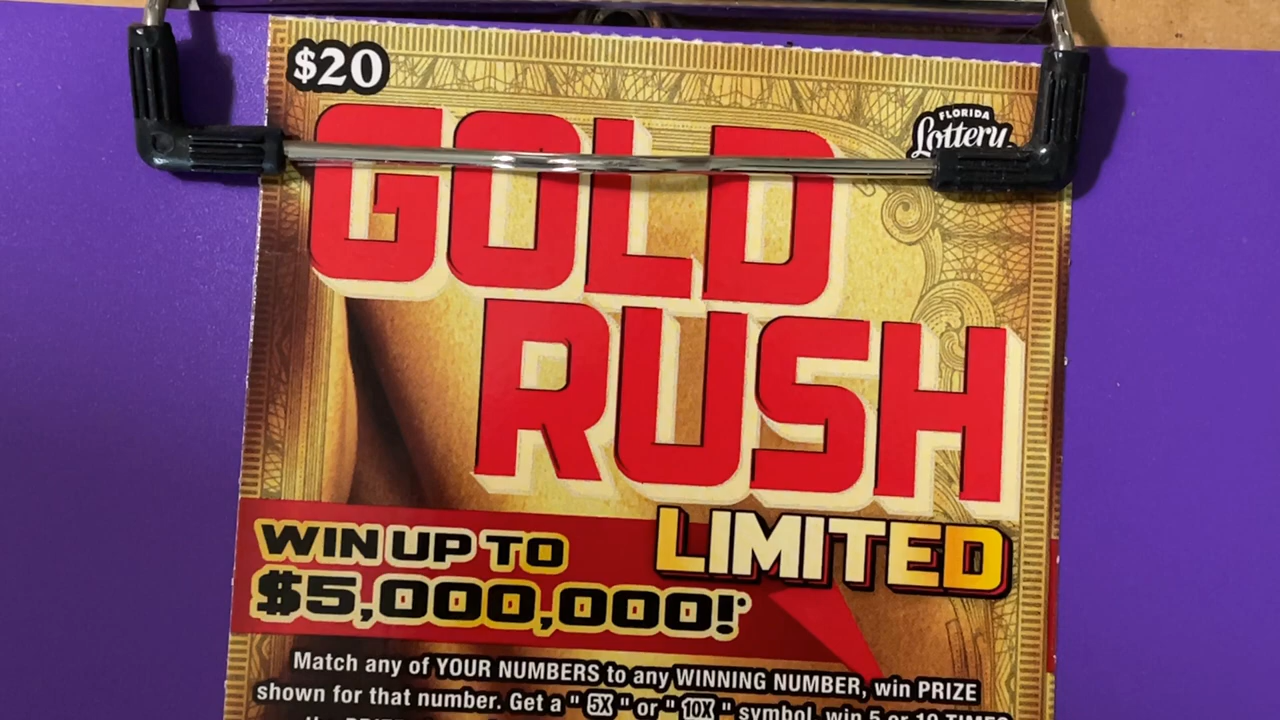 $20
FLORIDA
Lottery
GOLD
RUSH
LIMITED
WIN UP TO
$5,000,000!*
Match any of YOUR NUMBERS to any WINNING NUMBER, win PRIZE
shown for that number. Get a " 5X " or " 10X " symbol, win 5 or 10 TIMES